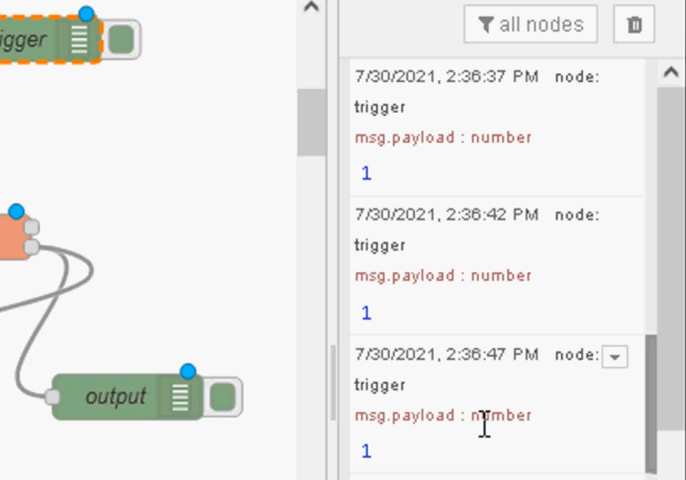 igger
all nodes
7/30/2021, 2:36:37 PM node:
trigger
msg.payload : number
1
7/30/2021, 2:36:42 PM node:
trigger
msg.payload : number
1
7/30/2021, 2:36:47 PM node:
trigger
msg.payload : number
1
output